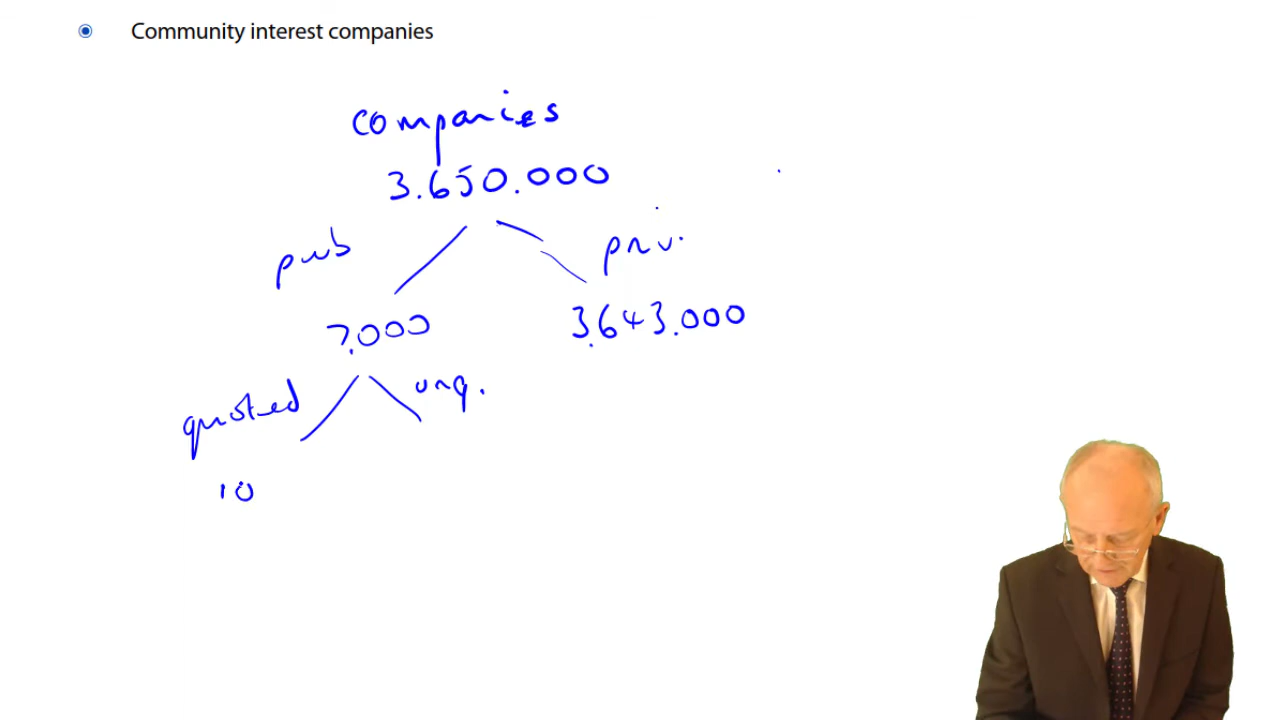 Community interest companies
companies
3.650.000
pub
priv.
7.000
3.643.000
quoted
unq.
10